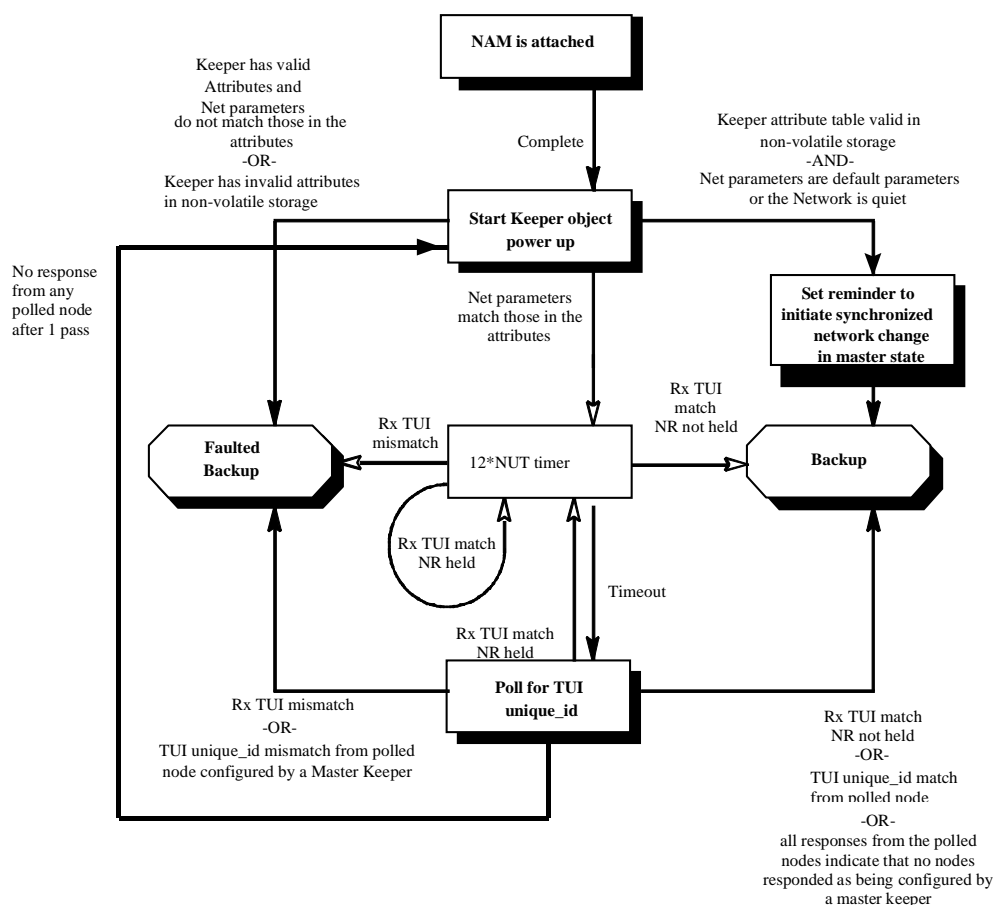 NAM is attached
Keeper has valid
Attributes and
Net parameters
do not match those in the
attributes
-OR-
Keeper has invalid attributes
in non-volatile storage
Complete
Keeper attribute table valid in
non-volatile storage
-AND-
Net parameters are default parameters
or the Network is quiet
Start Keeper object
power up
No response
from any
polled node
after 1 pass
Net parameters
match those in the
attributes
Set reminder to
initiate synchronized
network change
in master state
Rx TUI
mismatch
Rx TUI
match
NR not held
Faulted
Backup
12*NUT timer
Backup
Rx TUI match
NR held
Timeout
Rx TUI match
NR held
Poll for TUI
unique_id
Rx TUI mismatch
-OR-
TUI unique_id mismatch from polled
node configured by a Master Keeper
Rx TUI match
NR not held
-OR-
TUI unique_id match
from polled node
-OR-
all responses from the polled
nodes indicate that no nodes
responded as being configured by
a master keeper